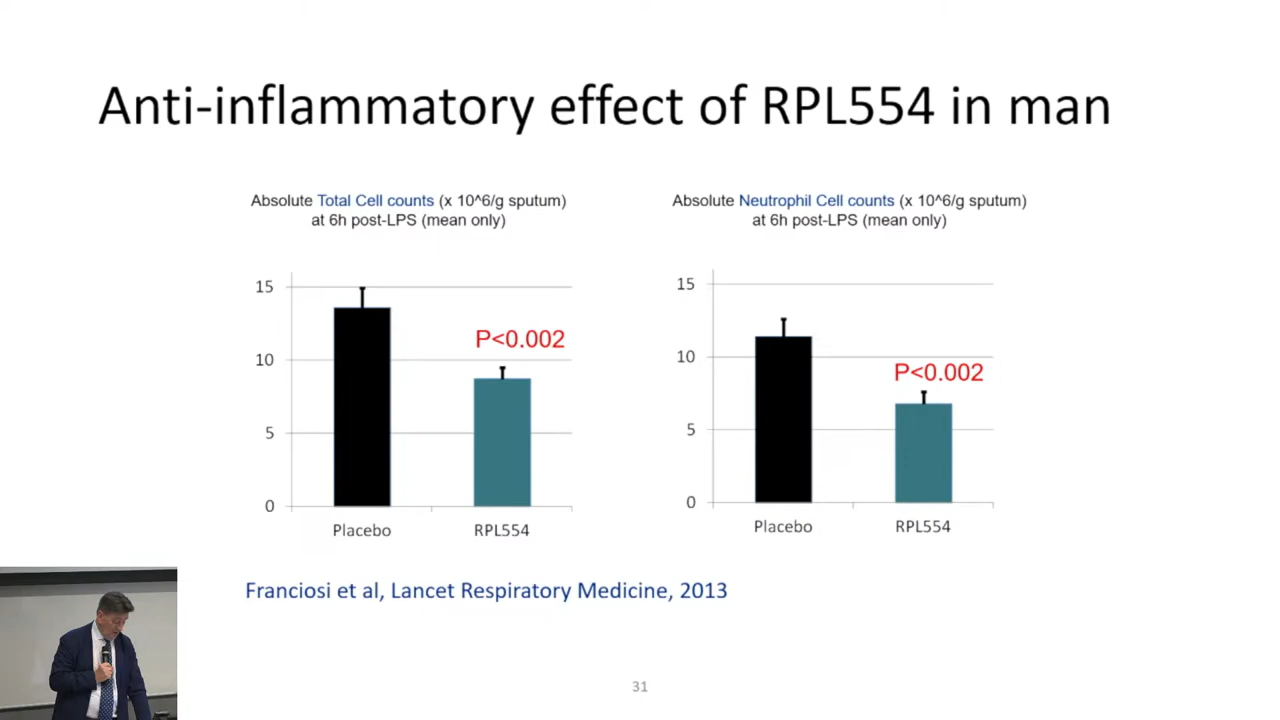 Anti-inflammatory effect of RPL554 in man
Absolute Total Cell counts (x 10^6/g sputum)
at 6h post-LPS (mean only)
15
10
5
0
P<0.002
Placebo
RPL554
Absolute Neutrophil Cell counts (x 10^6/g sputum)
at 6h post-LPS (mean only)
15
10
5
0
P<0.002
Placebo
RPL554
Franciosi et al, Lancet Respiratory Medicine, 2013
31